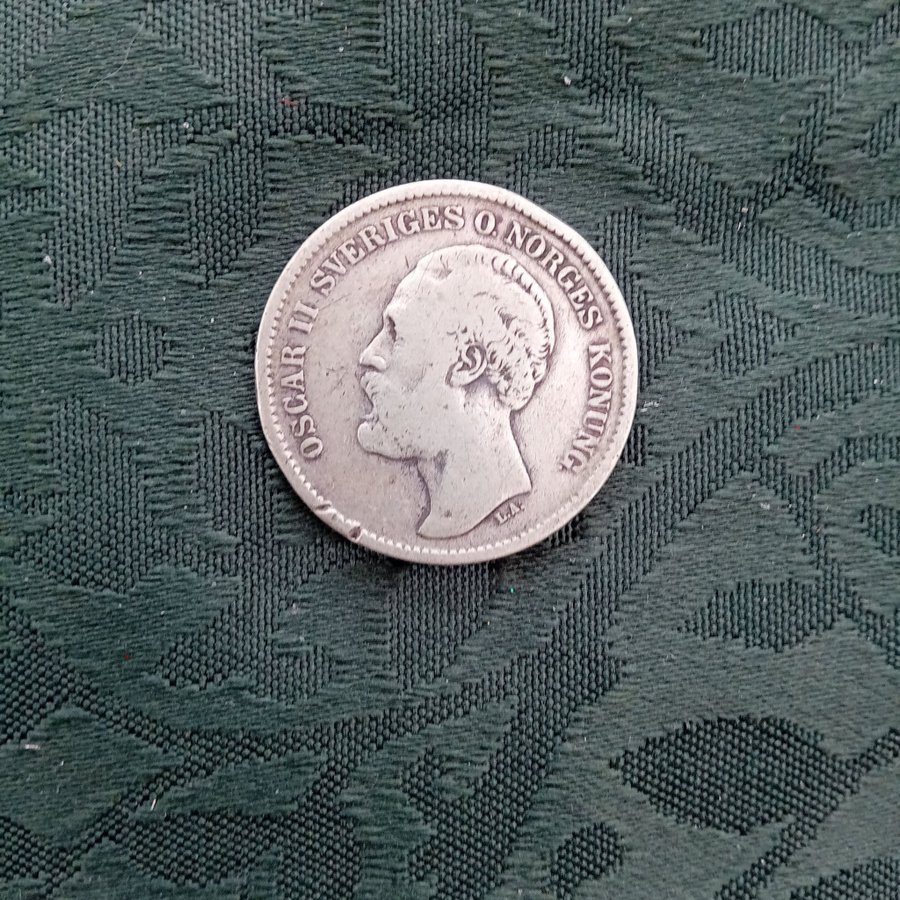 OSCAR II SVERIGES O. NORGES KONUNG.
L.A.